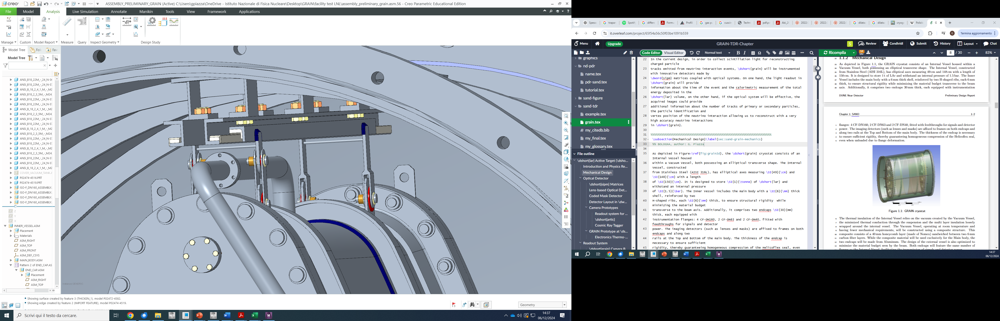 creo
ASSEMBLY_PRELIMINARY_GRAIN (Active) C:\Users\gpiazza\OneDrive - Istituto Nazionale di Fisica Nucleare\Desktop\GRAIN\facility test LNL\assembly_preliminary_grain.asm.56 - Creo Parametric Educational Edition
File Model Analysis Live Simulation Annotate Manikin Tools View Framework Applications
Manage Custom Model Report Measure Query Inspect Geometry Design Study
Model Tree Fol Fav
Model Tree
ANSI_B18_22M_-_24_N-36
ANSI_B18_22M_-_24_N-37
ANSI_B_18_2_4_1_M_-_M2
ANSI_B18_2_3_5M_-_M24_
ANSI_B18_22M_-_24_N-37
ANSI_B18_22M_-_24_N-37
ANSI_B_18_2_4_1_M_-_M2
ANSI_B18_2_3_5M_-_M24_
ANSI_B18_22M_-_24_N-37
ANSI_B18_22M_-_24_N-37
ANSI_B_18_2_4_1_M_-_M2
ANSI_B18_2_3_5M_-_M24_
ANSI_B18_22M_-_24_N-37
ANSI_B18_22M_-_24_N-37
ANSI_B_18_2_4_1_M_-_M2
ANSI_B18_2_3_5M_-_M24_
ANSI_B18_22M_-_24_N-37
ANSI_B18_22M_-_24_N-37
ANSI_B_18_2_4_1_M_-_M2
COVER_VACUUM_TANK.A
P02474-4516.PRT
P02474-4519.PRT
ISO-F_DN160_ASSEMBLY.
ISO-F_DN160_ASSEMBLY.
ISO-F_DN160_ASSEMBLY.
ISO-F_DN160_ASSEMBLY.
Z
Y
X
INNER_VESSEL.ASM
Placement
Materials
ASM_RIGHT
ASM_TOP
ASM_FRONT
ASM_DEF_CSYS
MAIN_BODY.ASM
Pattern 2 of END_CAP.AS
END_CAP.ASM
Placement
ASM_RIGHT
ASM_TOP
Instance:GENERIC
Showing surface created by feature 3 (THICKEN_1), model P02472-4582.
Showing edge created by feature 2 (IMPORT FEATURE), model P02474-4519.
Geometry
Scrivi qui il testo da cercare.
14:37
06/12/2024
Spess trapan Spotif differe Formu Profili gas pe cuscin Techn pdf.pd Abi_20 2022/ 2022/ 2022/ dilata dilata cryog Policlo G
it.overleaf.com/project/65f54a56c50f03be1091b559
Termina aggiornamento
Menu Upgrade GRAIN-TDR-Chapter S Review Condividi Submit History Layout Chat
Code Editor Visual Editor Normal text Ricompila 8 / 30 83%
graphics
nd-pdr
name.tex
pdr-sand.tex
tutorial.tex
sand-figure
sand-tdr
example.tex
grain.tex
my_citedb.bib
my_final.tex
my_glossary.tex
File outline
\dshort{lar} Active Target (\dsho...
Introduction and Physics Re...
Mechanical Design
Optical Detector
\dshort{sipm} Matrices
Lens-based Optical Det...
Coded Mask Detector
Detector Layout in \dw...
Camera Prototypes
Readout system for ...
\dshort{artic}
Cosmic Ray Tagger
GRAIN Prototype at \ds...
Electronics Thermo-...
Readout System
\dshort{grain} Camera B...
22 In the current design, in order to collect scintillation light for reconstructing
charged particle
23 tracks emitted from neutrino interaction events, \dshort{grain} will be instrumented
with innovative detectors made by
24 \dword{sipm} matrices coupled with optical systems. On one hand, the light readout in
\dshort{grain} will provide
25 information about the time of the event and the calorimetric measurement of the total
energy deposited in the
26 \dshort{lar} volume, on the other hand, if the optical system will be effective, the
acquired images could provide
27 additional information about the number of tracks of primary or secondary particles,
the particle identification and
28 vertex position of the neutrino interaction allowing us to reconstruct with a very
high accuracy neutrino interactions
29 in \dshort{grain}.
30
31 %%%%%%%%%%%%%%%%%%%%%%%%%%%%%%%%%%%%%%%%%%%%%%%%%%%%%%%%%%%%%%%%%%%%%%%
32 \subsection{Mechanical Design}\label{sec:sand-grain-mechanics}
33 %% BOLOGNA, author: G. Piazza
34
35 As depicted in Figure~\ref{fig:grain3d}, the \dshort{grain} cryostat consists of an
Internal Vessel housed
36 within a Vacuum Vessel, both possessing an elliptical transverse shape. The Internal
Vessel, constructed
37 from Stainless Steel (AISI 316L), has elliptical axes measuring \SI{49}{\cm} and
\SI{148}{\cm} with a length
38 of \SI{150}{\cm}. It is designed to store \SI{1}{\tonne} of \dshort{lar} and
withstand an internal pressure
39 of \SI{1.5}{\bar}. The Inner Vessel includes the main body with a \SI{6}{\mm} thick
shell, reinforced by two
40 H-shaped ribs, each \SI{6}{\mm} thick, to ensure structural rigidity while
minimizing the material budget
41 transverse to the beam axis. Additionally, it comprises two endcaps \SI{30}{mm}
thick, each equipped with
42 instrumentation flanges: 4 CF-DN160, 2 CF-DN63 and 2 CF-DN40, fitted with
feedthroughs for signals and detector
43 power. The imaging detectors (such as lenses and masks) are affixed to frames on both
endcaps and along two
44 rails at the Top and Bottom of the main body. The thickness of the endcap is
necessary to ensure sufficient
45 rigidity, thereby guaranteeing homogeneous compression of the Helicoflex seal, even
1.1.2 Mechanical Design
As depicted in Figure 1.1, the GRAIN cryostat consists of an Internal Vessel housed within a
Vacuum Vessel, both possessing an elliptical transverse shape. The Internal Vessel, constructed
from Stainless Steel (AISI 316L), has elliptical axes measuring 49 cm and 148 cm with a length of
150 cm. It is designed to store 1 t of LAr and withstand an internal pressure of 1.5 bar. The Inner
Vessel includes the main body with a 6 mm thick shell, reinforced by two H-shaped ribs, each 6 mm
thick, to ensure structural rigidity while minimizing the material budget transverse to the beam
axis. Additionally, it comprises two endcaps 30 mm thick, each equipped with instrumentation
DUNE Near Detector Preliminary Design Report
Chapter 1: SAND 1–2
1 flanges: 4 CF-DN160, 2 CF-DN63 and 2 CF-DN40, fitted with feedthroughs for signals and detector
2 power. The imaging detectors (such as lenses and masks) are affixed to frames on both endcaps and
3 along two rails at the Top and Bottom of the main body. The thickness of the endcap is necessary
4 to ensure sufficient rigidity, thereby guaranteeing homogeneous compression of the Helicoflex seal,
5 even when unloaded due to flange deformation.
Figure 1.1: GRAIN cryostat
6 The thermal insulation of the Internal Vessel relies on the vacuum created by the Vacuum Vessel,
7 the minimized thermal conduction through the suspension and the multi layer insulation loosely
8 wrapped around the internal vessel. The Vacuum Vessel, operating at room temperature and
9 having fewer mechanical requirements, will be constructed using a composite structure. This
10 composite consists of a 40 mm honeycomb layer (made of Nomex) sandwiched between two 6 mm
11 carbon fiber layers. While the composite material will be used exclusively for the Main body, the
12 two endcaps will be made from Aluminum. The design of the external vessel is also optimized to
13 minimize the material budget seen by the beam. Both endcaps will feature the same number of
14:37
06/12/2024